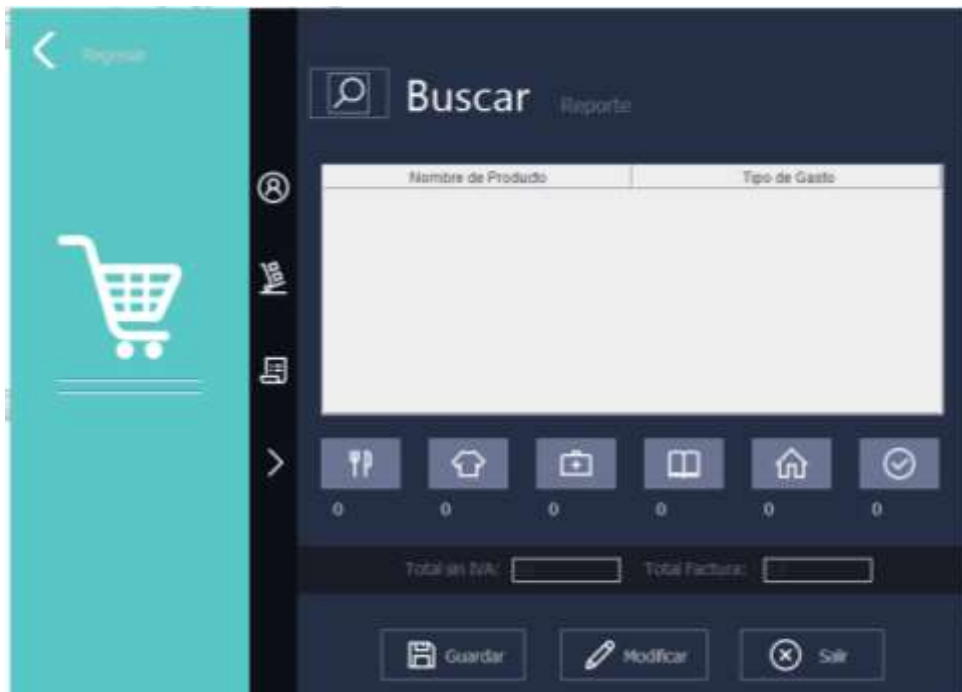 Regresar
Buscar Reporte
Nombre de Producto Tipo de Gasto
0 0 0 0 0 0
Total sin IVA: Total Factura:
Guardar Modificar Salir